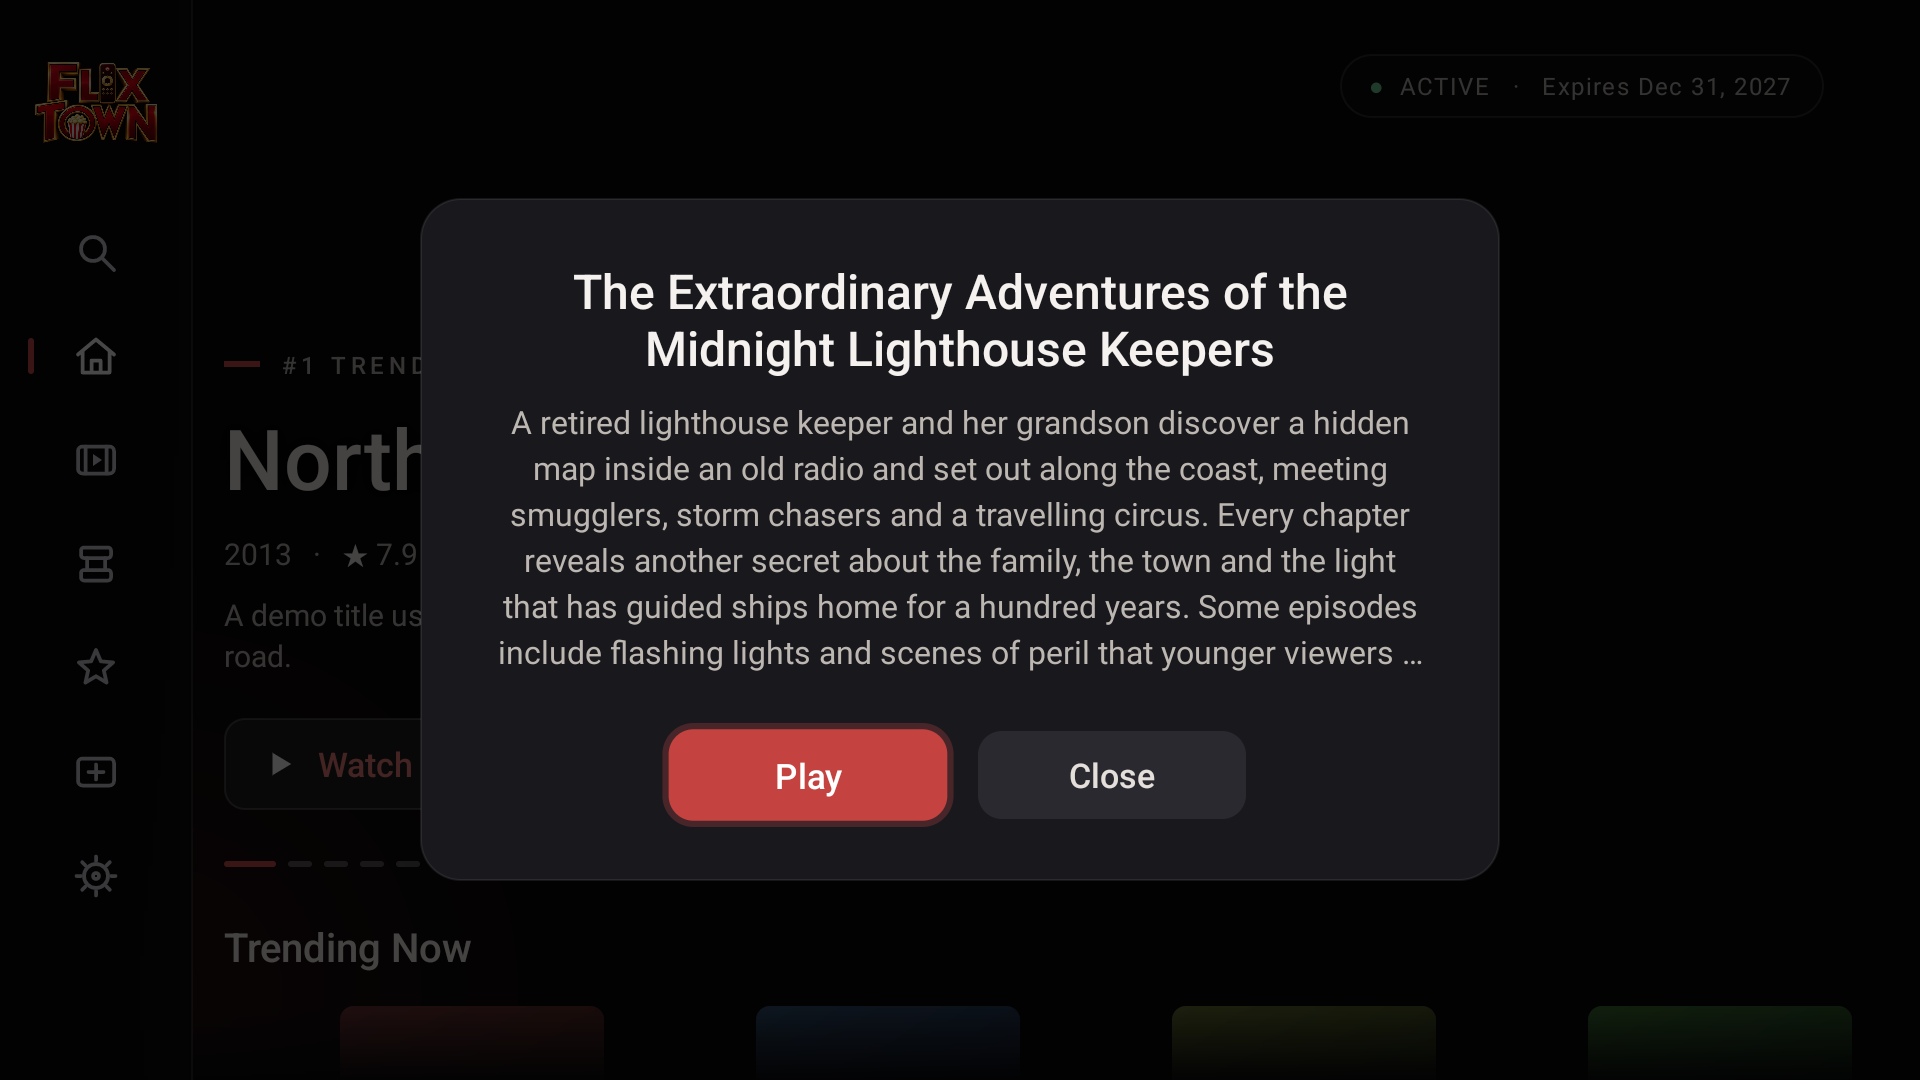 FLIX
TOWN
ACTIVE · Expires Dec 31, 2027
#1 TREND
North
2013 · ★ 7.9
A demo title us
road.
Watch
Trending Now
The Extraordinary Adventures of the
Midnight Lighthouse Keepers
A retired lighthouse keeper and her grandson discover a hidden
map inside an old radio and set out along the coast, meeting
smugglers, storm chasers and a travelling circus. Every chapter
reveals another secret about the family, the town and the light
that has guided ships home for a hundred years. Some episodes
include flashing lights and scenes of peril that younger viewers ...
Play
Close